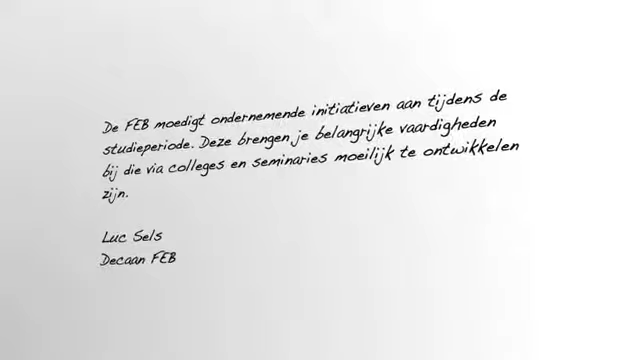 De FEB moedigt ondernemende initiatieven aan tijdens de
studieperiode. Deze brengen je belangrijke vaardigheden
bij die via colleges en seminaries moeilijk te ontwikkelen
zijn.
Luc Sels
Decaan FEB